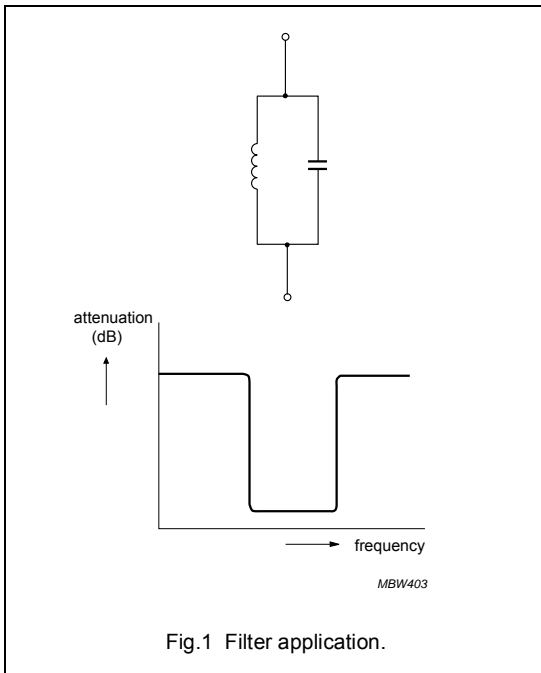 attenuation
(dB)
frequency
MBW403
Fig.1 Filter application.